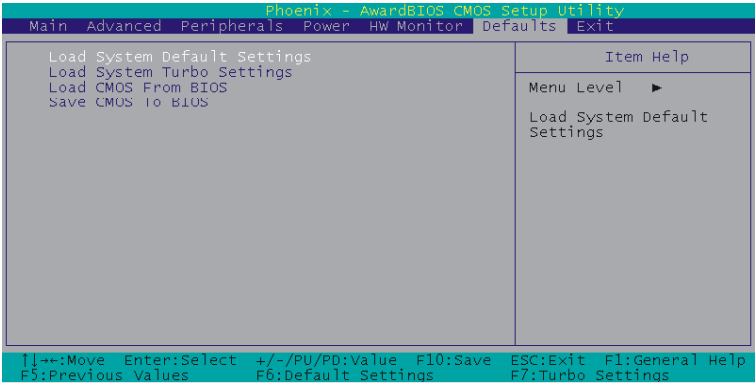 Phoenix - AwardBIOS CMOS Setup Utility
Main Advanced Peripherals Power HW Monitor Defaults Exit
Load System Default Settings
Load System Turbo Settings
Load CMOS From BIOS
Save CMOS To BIOS
Item Help
Menu Level ►
Load System Default
Settings
↑↓→←:Move Enter:Select +/-/PU/PD:Value F10:Save ESC:Exit F1:General Help
F5:Previous Values F6:Default Settings F7:Turbo Settings